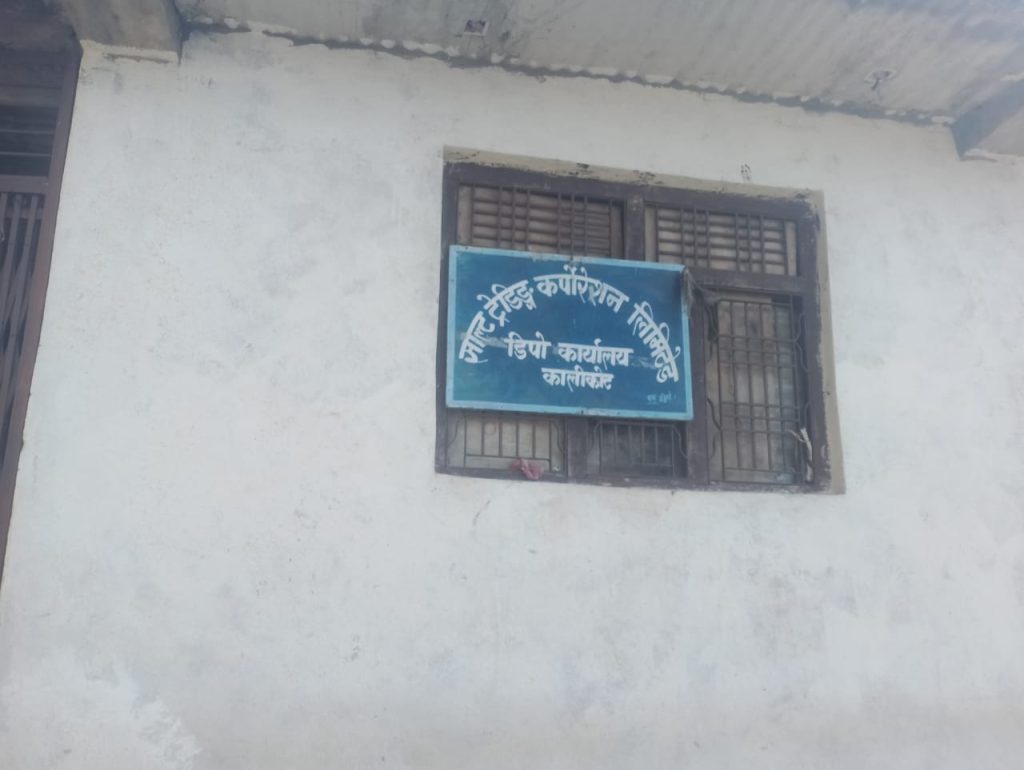 साल्ट ट्रेडिङ्ग कर्पोरेशन लिमिटेड
डिपो कार्यालय
कालीकोट